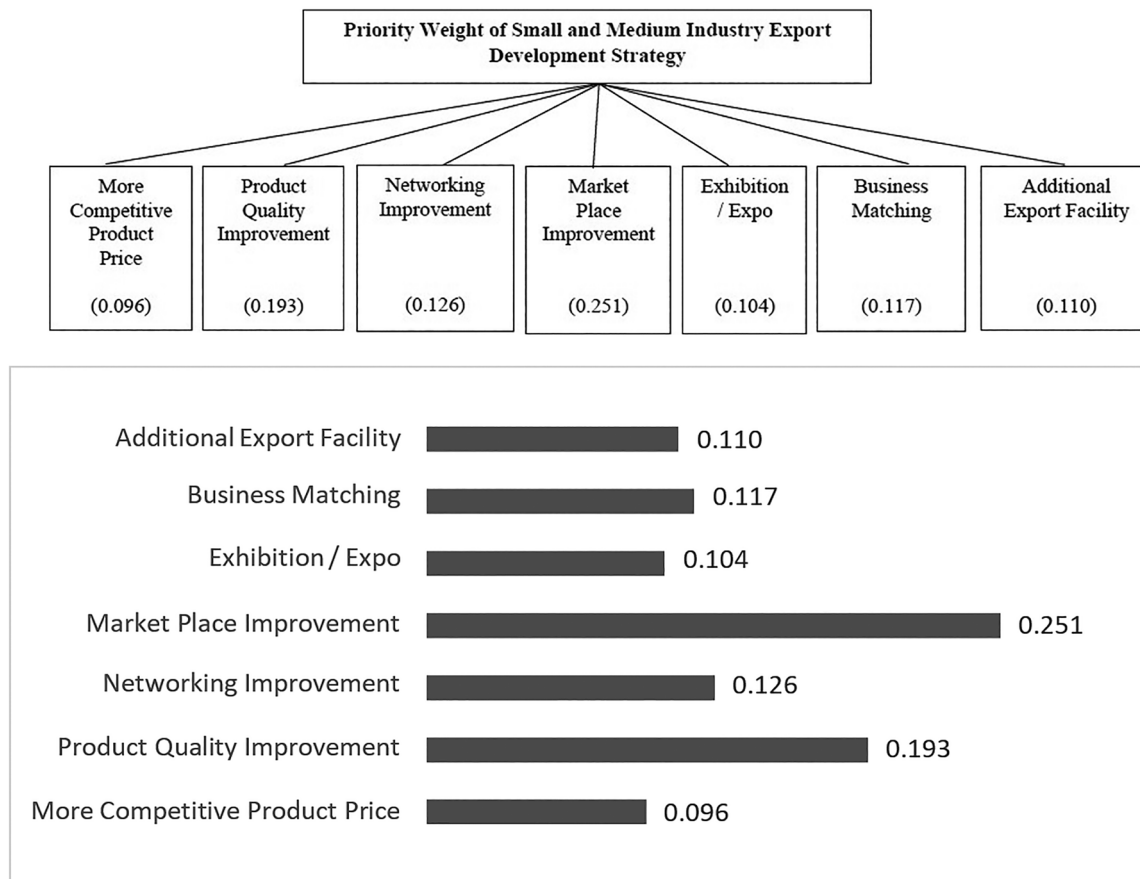 Priority Weight of Small and Medium Industry Export
Development Strategy
More
Competitive
Product
Price
(0.096)
Product
Quality
Improvement
(0.193)
Networking
Improvement
(0.126)
Market
Place
Improvement
(0.251)
Exhibition
/ Expo
(0.104)
Business
Matching
(0.117)
Additional
Export Facility
(0.110)
Additional Export Facility 0.110
Business Matching 0.117
Exhibition / Expo 0.104
Market Place Improvement 0.251
Networking Improvement 0.126
Product Quality Improvement 0.193
More Competitive Product Price 0.096